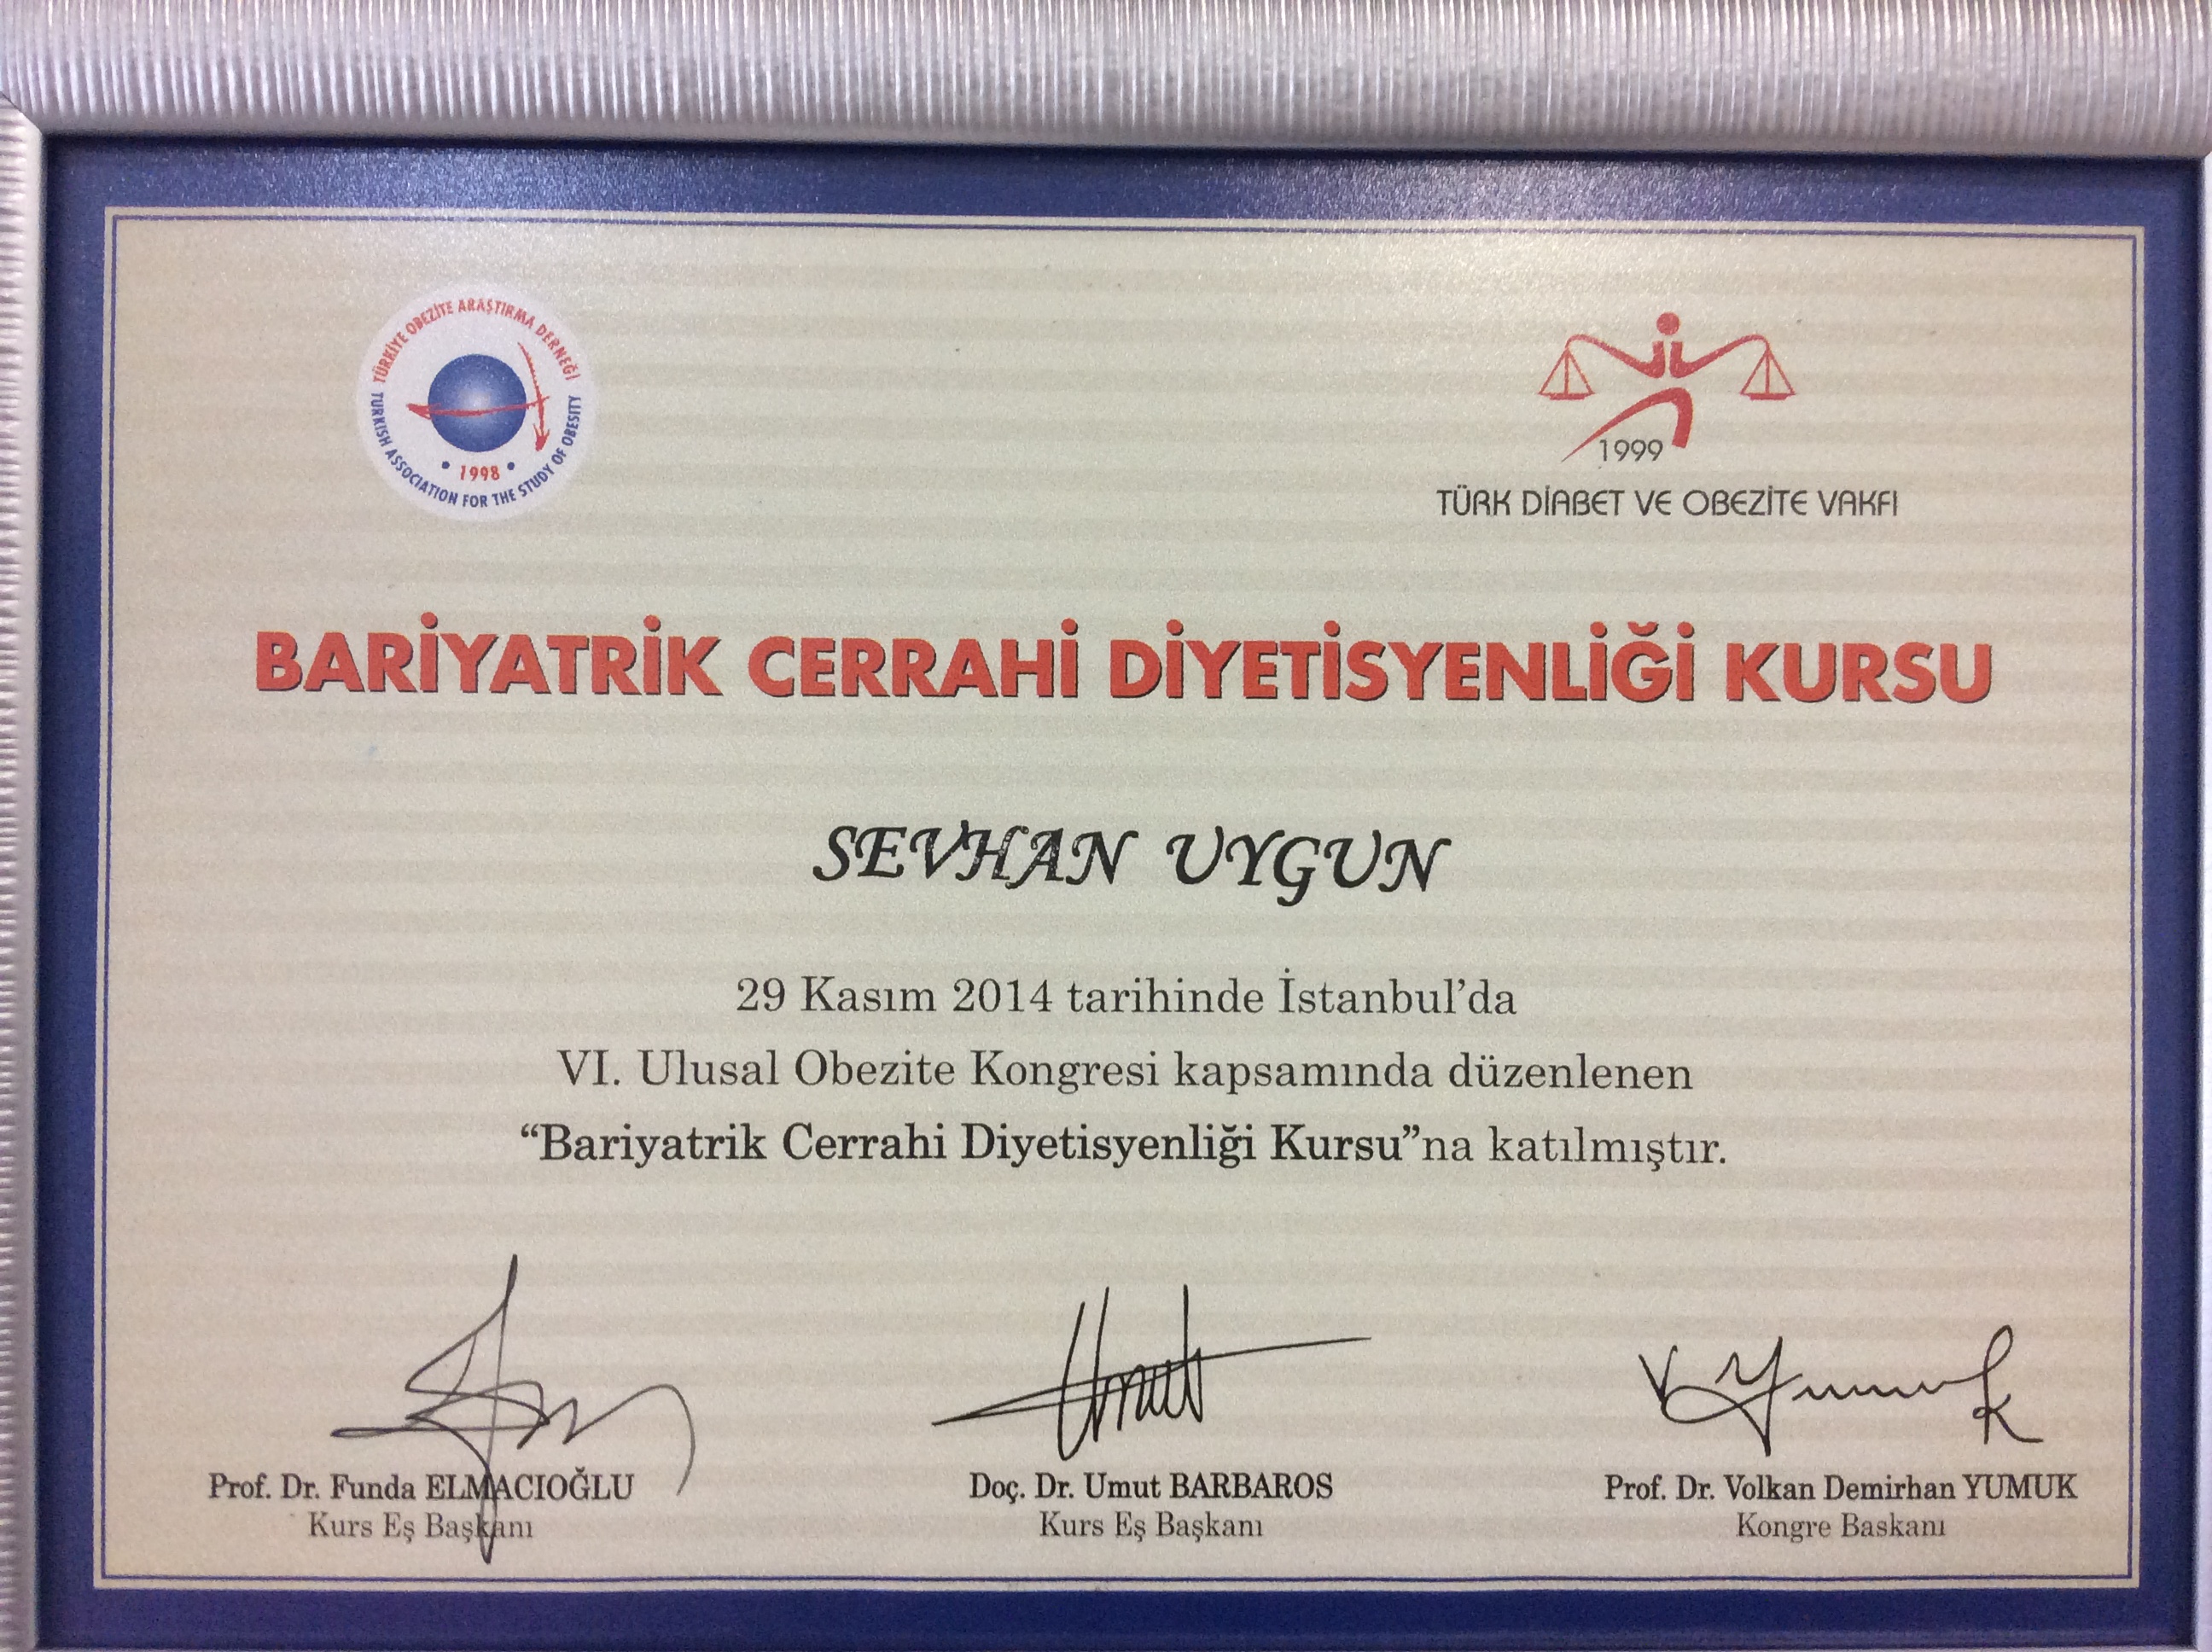 TÜRKİYE OBEZİTE ARAŞTIRMA DERNEĞİ
1998
TURKISH ASSOCIATION FOR THE STUDY OF OBESITY
1999
TÜRK DİABET VE OBEZİTE VAKFI
BARİYATRİK CERRAHİ DİYETİSYENLİĞİ KURSU
SEVHAN UYGUN
29 Kasım 2014 tarihinde İstanbul'da
VI. Ulusal Obezite Kongresi kapsamında düzenlenen
“Bariyatrik Cerrahi Diyetisyenliği Kursu”na katılmıştır.
Umut
V Yumuk
Prof. Dr. Funda ELMACIOĞLU
Kurs Eş Başkanı
Doç. Dr. Umut BARBAROS
Kurs Eş Başkanı
Prof. Dr. Volkan Demirhan YUMUK
Kongre Baskanı